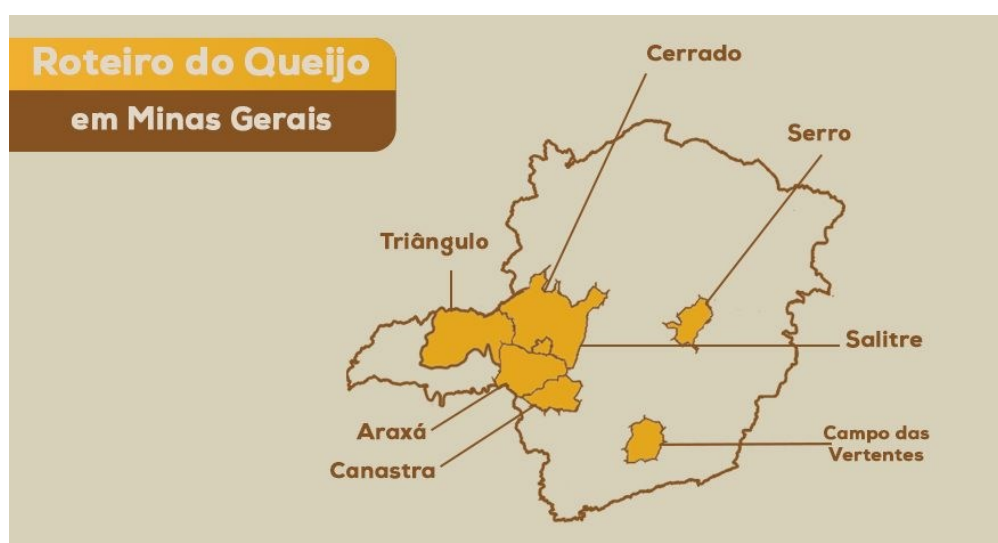 Roteiro do Queijo
em Minas Gerais
Cerrado
Serro
Triângulo
Salitre
Araxá
Campo das
Vertentes
Canastra